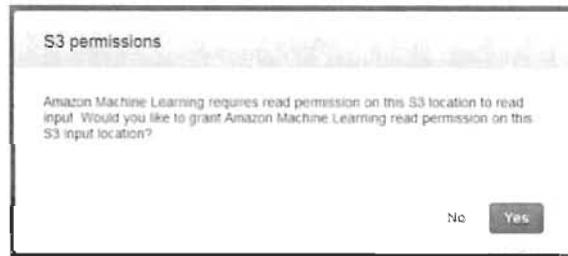 S3 permissions
Amazon Machine Learning requires read permission on this S3 location to read
input. Would you like to grant Amazon Machine Learning read permission on this
S3 input location?
No Yes